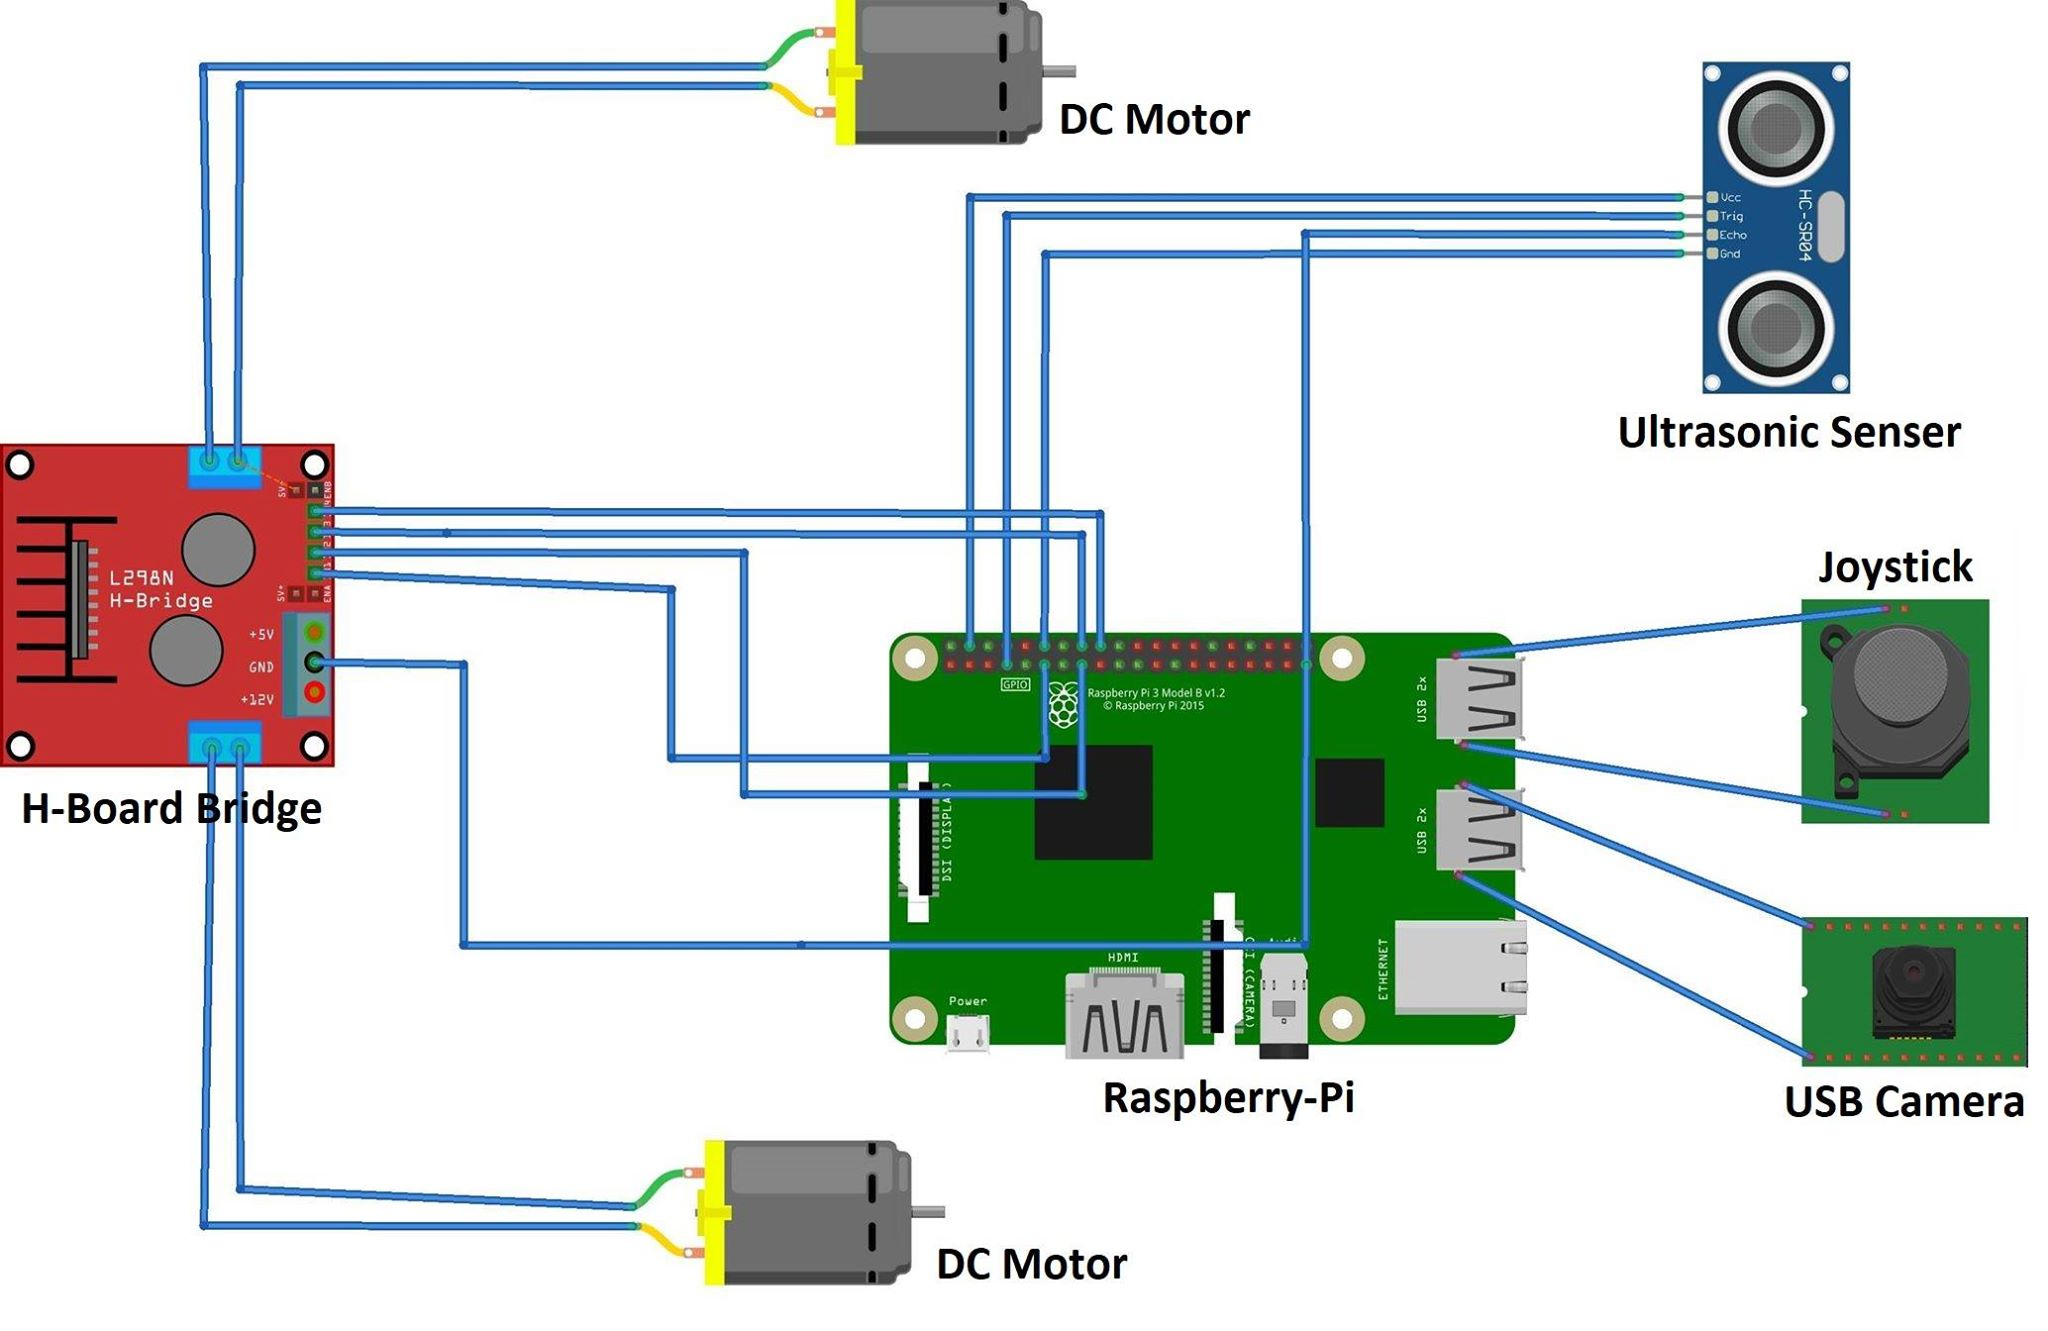 DC Motor
Vcc
Trig
Echo
Gnd
HC-SR04
Ultrasonic Senser
Joystick
5V
ENB
L298N
H-Bridge
5V
ENA
+5V
GND
+12V
H-Board Bridge
GPIO
Raspberry Pi 3 Model B v1.2
© Raspberry Pi 2015
USB 2x
USB 2x
DSI (DISPLAY)
ETHERNET
HDMI
(CAMERA)
Power
Raspberry-Pi
USB Camera
DC Motor